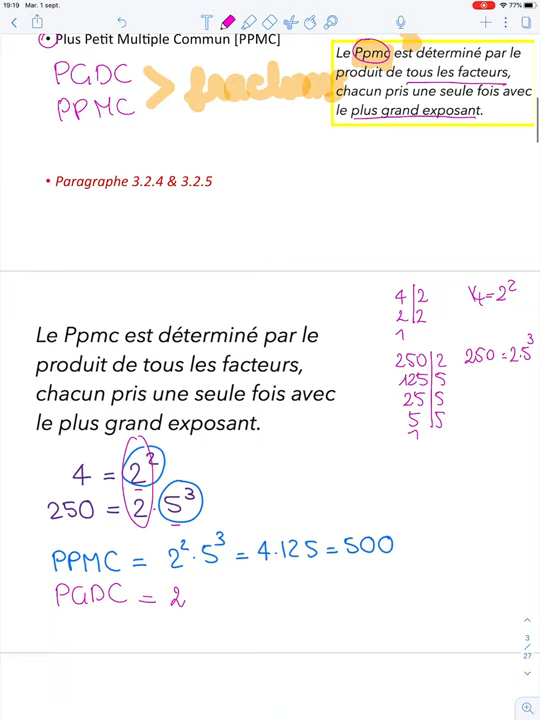 19:19 Mar. 1 sept. 77%
Plus Petit Multiple Commun [PPMC]
PGDC
PPMC
> fractions
Le Ppmc est déterminé par le
produit de tous les facteurs,
chacun pris une seule fois avec
le plus grand exposant.
• Paragraphe 3.2.4 & 3.2.5
4 | 2
2 | 2
1
4 = 2²
250 | 2
125 | 5
25 | 5
5 | 5
1
250 = 2.5³
Le Ppmc est déterminé par le
produit de tous les facteurs,
chacun pris une seule fois avec
le plus grand exposant.
4 = 2²
250 = 2 . 5³
PPMC = 2² . 5³ = 4.125 = 500
PGDC = 2
3
/
27